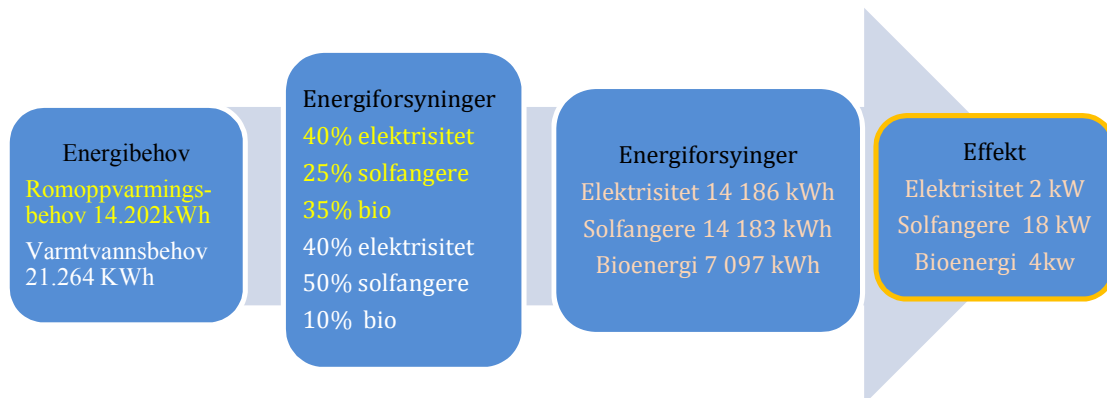 Energibehov
Romoppvarmings-
behov 14.202kWh
Varmtvannsbehov
21.264 KWh
Energiforsyninger
40% elektrisitet
25% solfangere
35% bio
40% elektrisitet
50% solfangere
10% bio
Energiforsyinger
Elektrisitet 14 186 kWh
Solfangere 14 183 kWh
Bioenergi 7 097 kWh
Effekt
Elektrisitet 2 kW
Solfangere 18 kW
Bioenergi 4kw